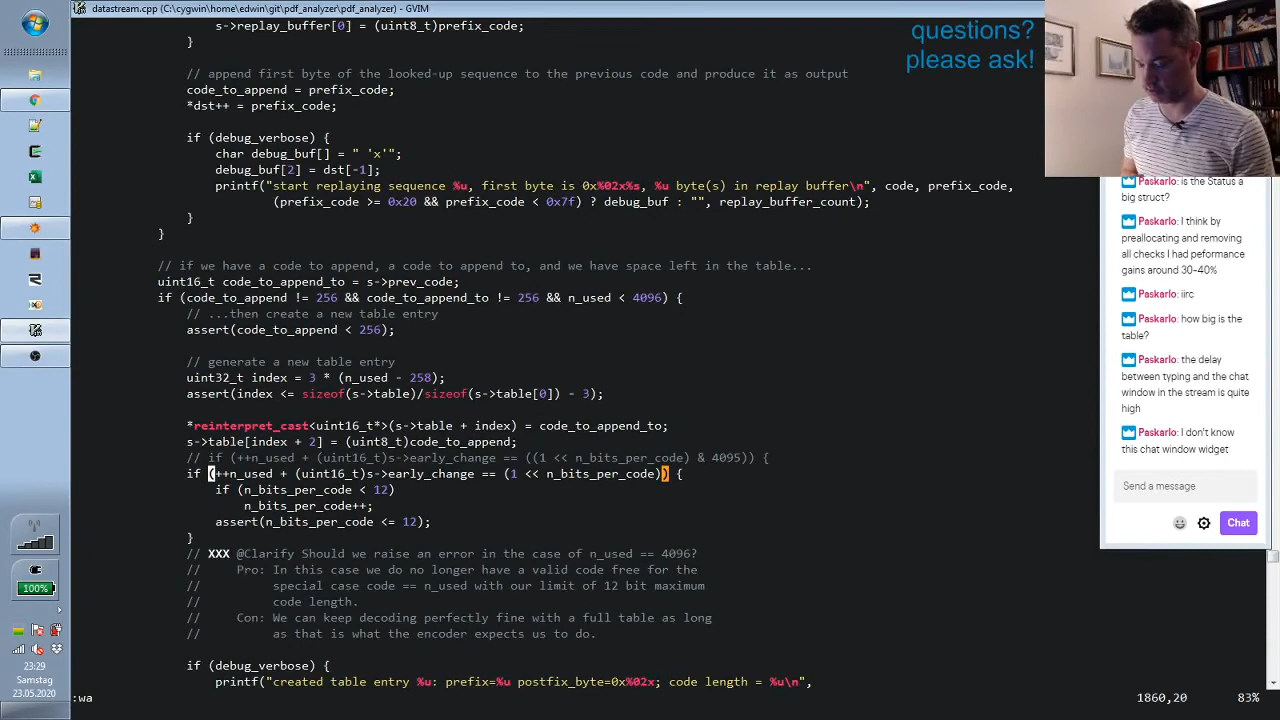 datastream.cpp (C:\cygwin\home\edwin\git\pdf_analyzer\pdf_analyzer) - GVIM
s->replay_buffer[0] = (uint8_t)prefix_code;
}
// append first byte of the looked-up sequence to the previous code and produce it as output
code_to_append = prefix_code;
*dst++ = prefix_code;
if (debug_verbose) {
char debug_buf[] = " 'x'";
debug_buf[2] = dst[-1];
printf("start replaying sequence %u, first byte is 0x%02x%s, %u byte(s) in replay buffer\n", code, prefix_code,
(prefix_code >= 0x20 && prefix_code < 0x7f) ? debug_buf : "", replay_buffer_count);
}
}
// if we have a code to append, a code to append to, and we have space left in the table...
uint16_t code_to_append_to = s->prev_code;
if (code_to_append != 256 && code_to_append_to != 256 && n_used < 4096) {
// ...then create a new table entry
assert(code_to_append < 256);
// generate a new table entry
uint32_t index = 3 * (n_used - 258);
assert(index <= sizeof(s->table)/sizeof(s->table[0]) - 3);
*reinterpret_cast<uint16_t*>(s->table + index) = code_to_append_to;
s->table[index + 2] = (uint8_t)code_to_append;
// if (++n_used + (uint16_t)s->early_change == ((1 << n_bits_per_code) & 4095)) {
if (++n_used + (uint16_t)s->early_change == (1 << n_bits_per_code)) {
if (n_bits_per_code < 12)
n_bits_per_code++;
assert(n_bits_per_code <= 12);
}
// XXX @Clarify Should we raise an error in the case of n_used == 4096?
// Pro: In this case we do no longer have a valid code free for the
// special case code == n_used with our limit of 12 bit maximum
// code length.
// Con: We can keep decoding perfectly fine with a full table as long
// as that is what the encoder expects us to do.
if (debug_verbose) {
printf("created table entry %u: prefix=%u postfix_byte=0x%02x; code length = %u\n",
:wa
1860,20
83%
questions?
please ask!
Paskarlo: is the Status a
big struct?
Paskarlo: I think by
preallocating and removing
all checks I had peformance
gains around 30-40%
Paskarlo: iirc
Paskarlo: how big is the
table?
Paskarlo: the delay
between typing and the chat
window in the stream is quite
high
Paskarlo: I don't know
this chat window widget
Send a message
Chat
100%
23:29
Samstag
23.05.2020